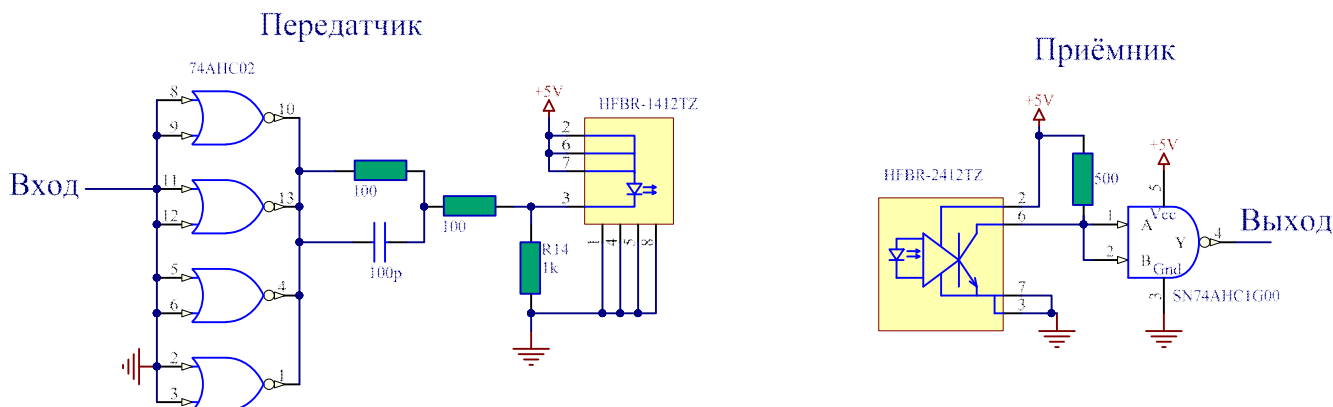 Передатчик
Приёмник
74AHC02
8
9
10
11
12
13
5
6
4
2
3
1
Вход
100
100p
100
R14
1k
+5V
HFBR-1412TZ
2
6
7
3
1
4
5
8
+5V
HFBR-2412TZ
2
6
7
3
500
+5V
5
Vcc
1
A
2
B
Y
4
Gnd
3
SN74AHC1G00
Выход